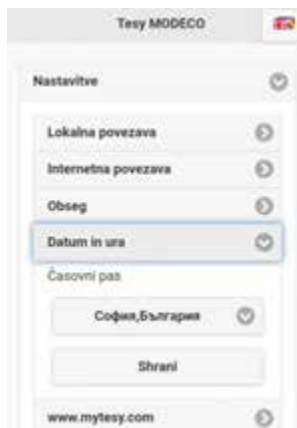 Tesy MODECO
Nastavitve
Lokalna povezava
Internetna povezava
Obseg
Datum in ura
Časovni pas
София,България
Shrani
www.mytesy.com